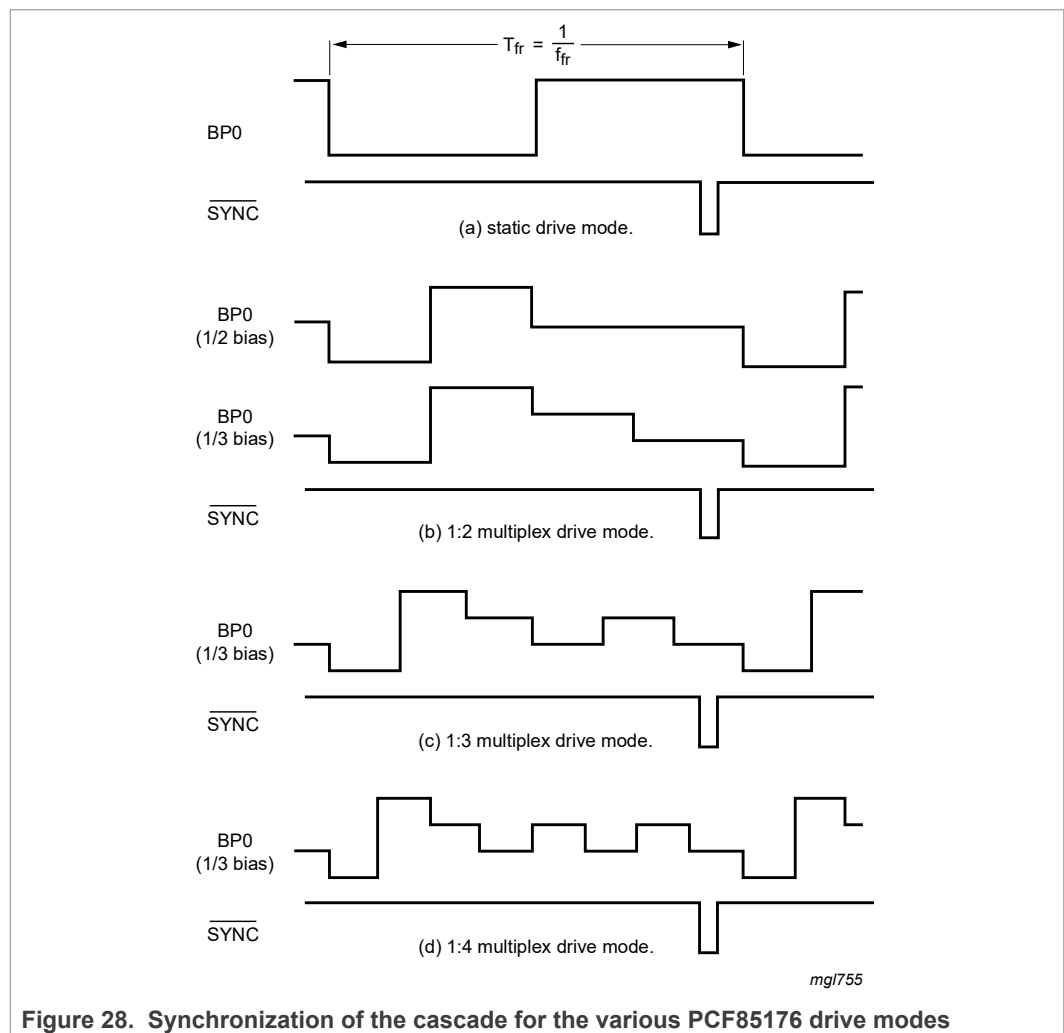 Tfr = 1
ffr
BP0
SYNC
(a) static drive mode.
BP0
(1/2 bias)
BP0
(1/3 bias)
SYNC
(b) 1:2 multiplex drive mode.
BP0
(1/3 bias)
SYNC
(c) 1:3 multiplex drive mode.
BP0
(1/3 bias)
SYNC
(d) 1:4 multiplex drive mode.
mgl755
Figure 28. Synchronization of the cascade for the various PCF85176 drive modes